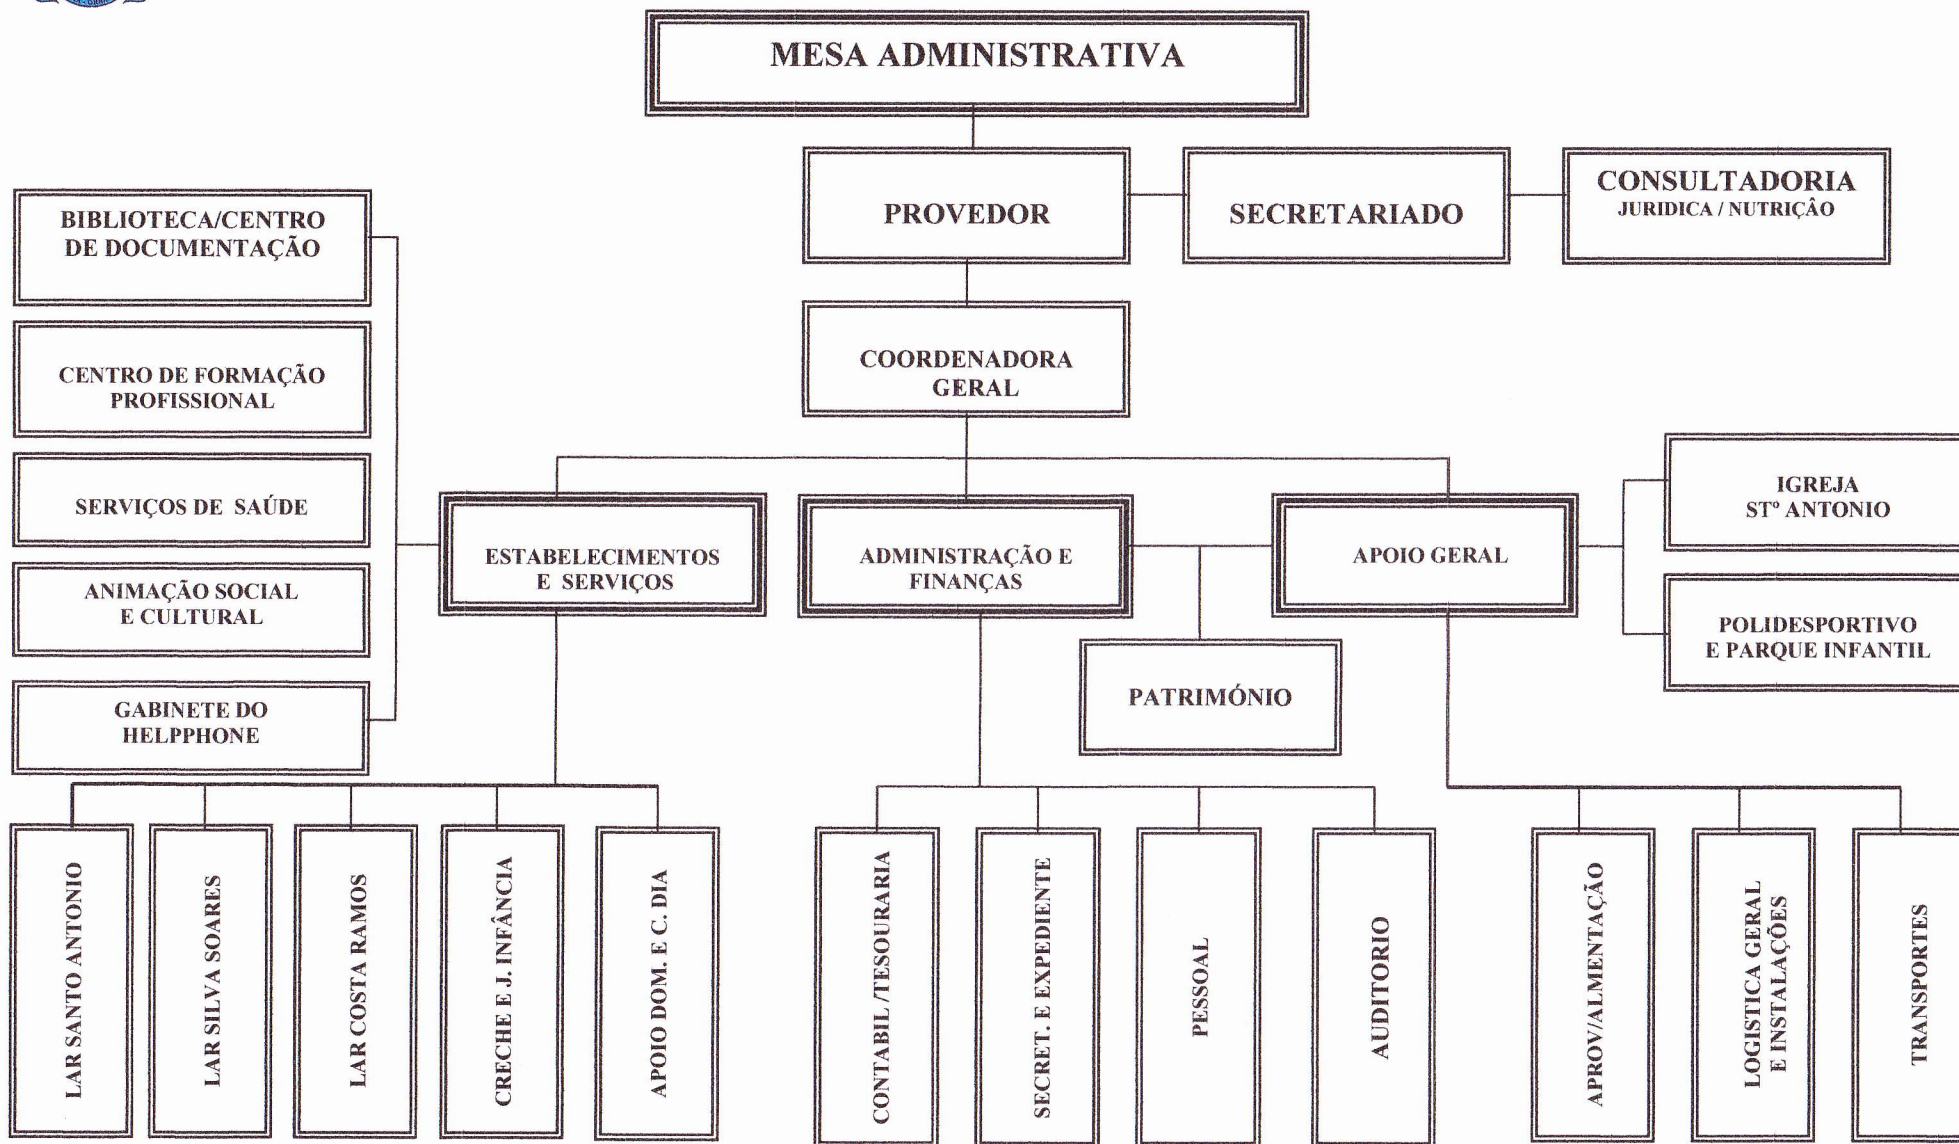 MESA ADMINISTRATIVA
PROVEDOR
SECRETARIADO
CONSULTADORIA
JURIDICA / NUTRIÇÂO
BIBLIOTECA/CENTRO
DE DOCUMENTAÇÃO
CENTRO DE FORMAÇÃO
PROFISSIONAL
SERVIÇOS DE SAÚDE
ANIMAÇÃO SOCIAL
E CULTURAL
GABINETE DO
HELPPHONE
COORDENADORA
GERAL
ESTABELECIMENTOS
E SERVIÇOS
ADMINISTRAÇÃO E
FINANÇAS
APOIO GERAL
IGREJA
STº ANTONIO
POLIDESPORTIVO
E PARQUE INFANTIL
PATRIMÓNIO
LAR SANTO ANTONIO
LAR SILVA SOARES
LAR COSTA RAMOS
CRECHE E J. INFÂNCIA
APOIO DOM. E C. DIA
CONTABIL /TESOURARIA
SECRET. E EXPEDIENTE
PESSOAL
AUDITORIO
APROV/ALMENTAÇÃO
LOGISTICA GERAL
E INSTALAÇÕES
TRANSPORTES